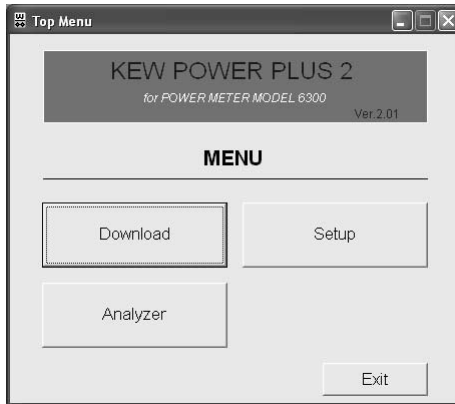 Top Menu
KEW POWER PLUS 2
for POWER METER MODEL 6300
Ver.2.01
MENU
Download
Setup
Analyzer
Exit